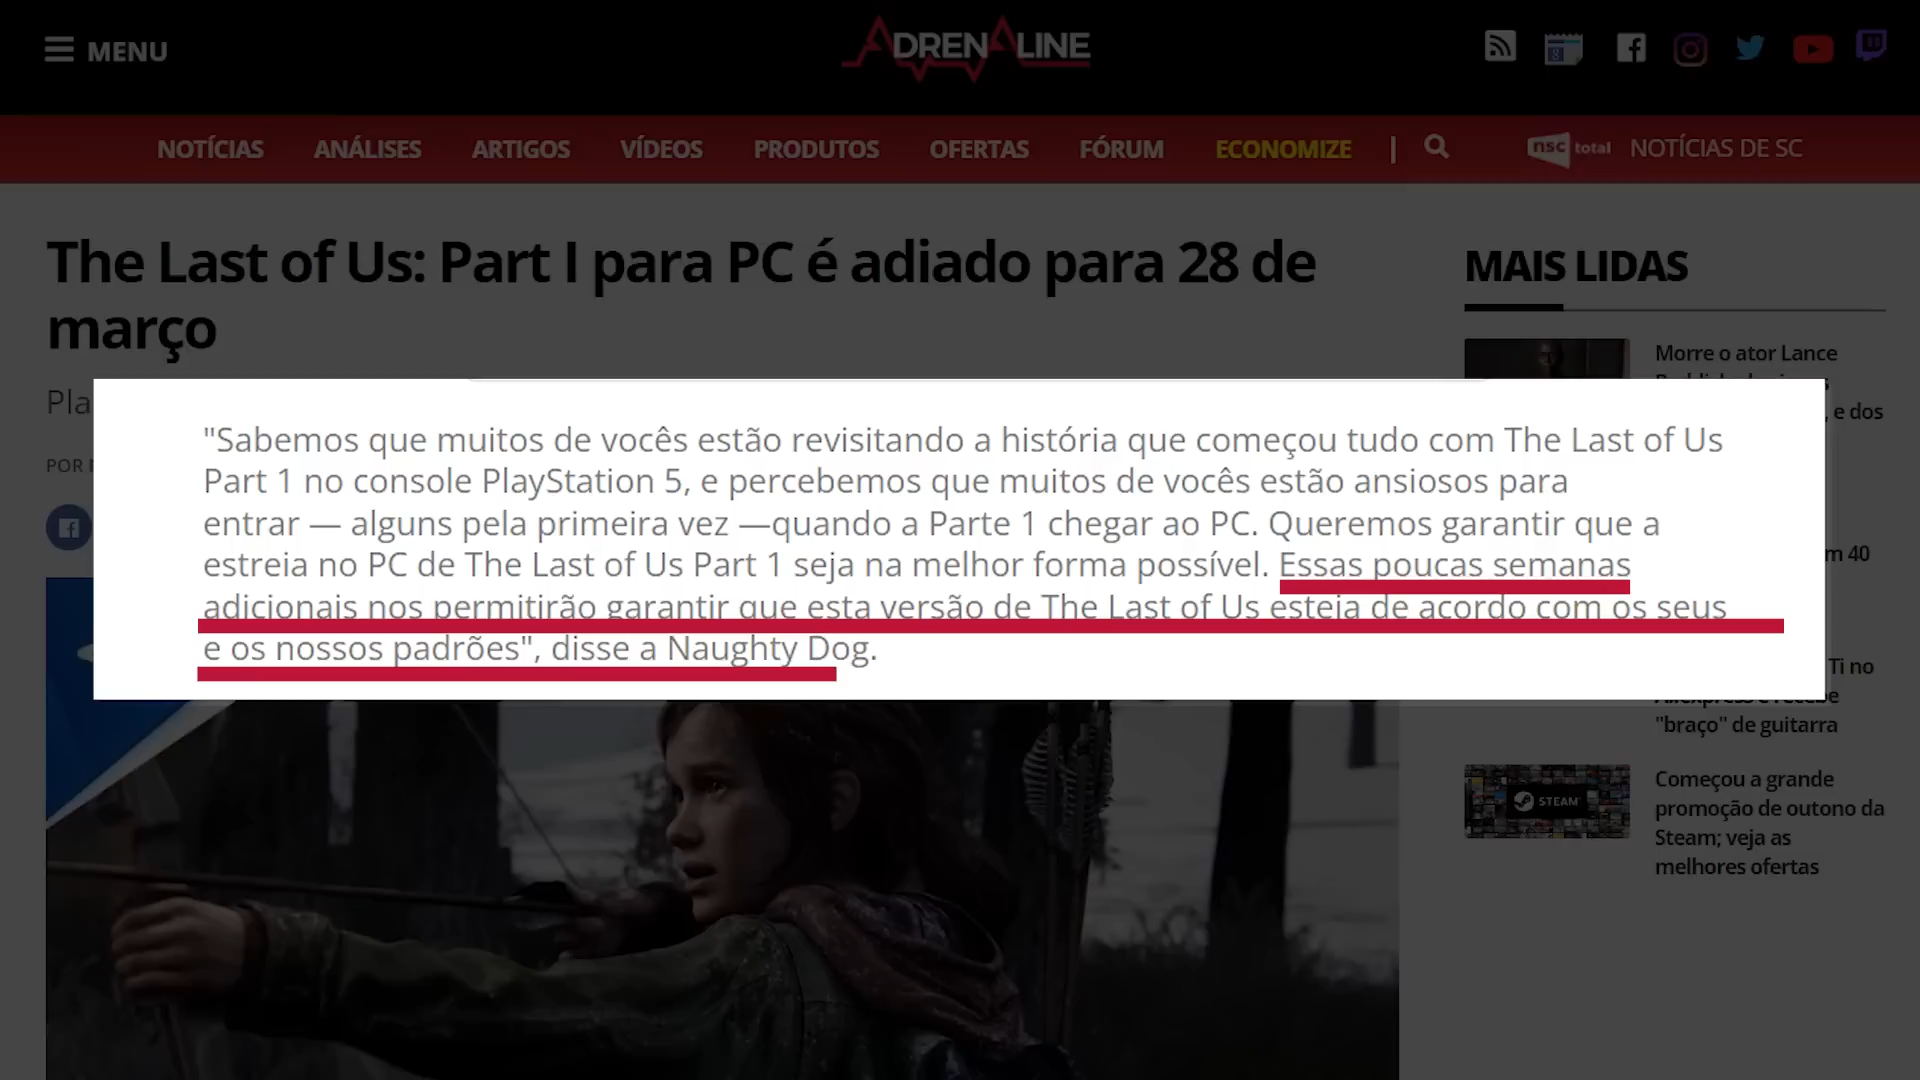 MENU
ADRENALINE
NOTÍCIAS ANÁLISES ARTIGOS VÍDEOS PRODUTOS OFERTAS FÓRUM ECONOMIZE | nsc total NOTÍCIAS DE SC
The Last of Us: Part I para PC é adiado para 28 de
março
Pla
POR
"Sabemos que muitos de vocês estão revisitando a história que começou tudo com The Last of Us
Part 1 no console PlayStation 5, e percebemos que muitos de vocês estão ansiosos para
entrar — alguns pela primeira vez —quando a Parte 1 chegar ao PC. Queremos garantir que a
estreia no PC de The Last of Us Part 1 seja na melhor forma possível. Essas poucas semanas
adicionais nos permitirão garantir que esta versão de The Last of Us esteja de acordo com os seus
e os nossos padrões", disse a Naughty Dog.
MAIS LIDAS
Morre o ator Lance
, e dos
m 40
Ti no
"braço" de guitarra
STEAM
Começou a grande
promoção de outono da
Steam; veja as
melhores ofertas